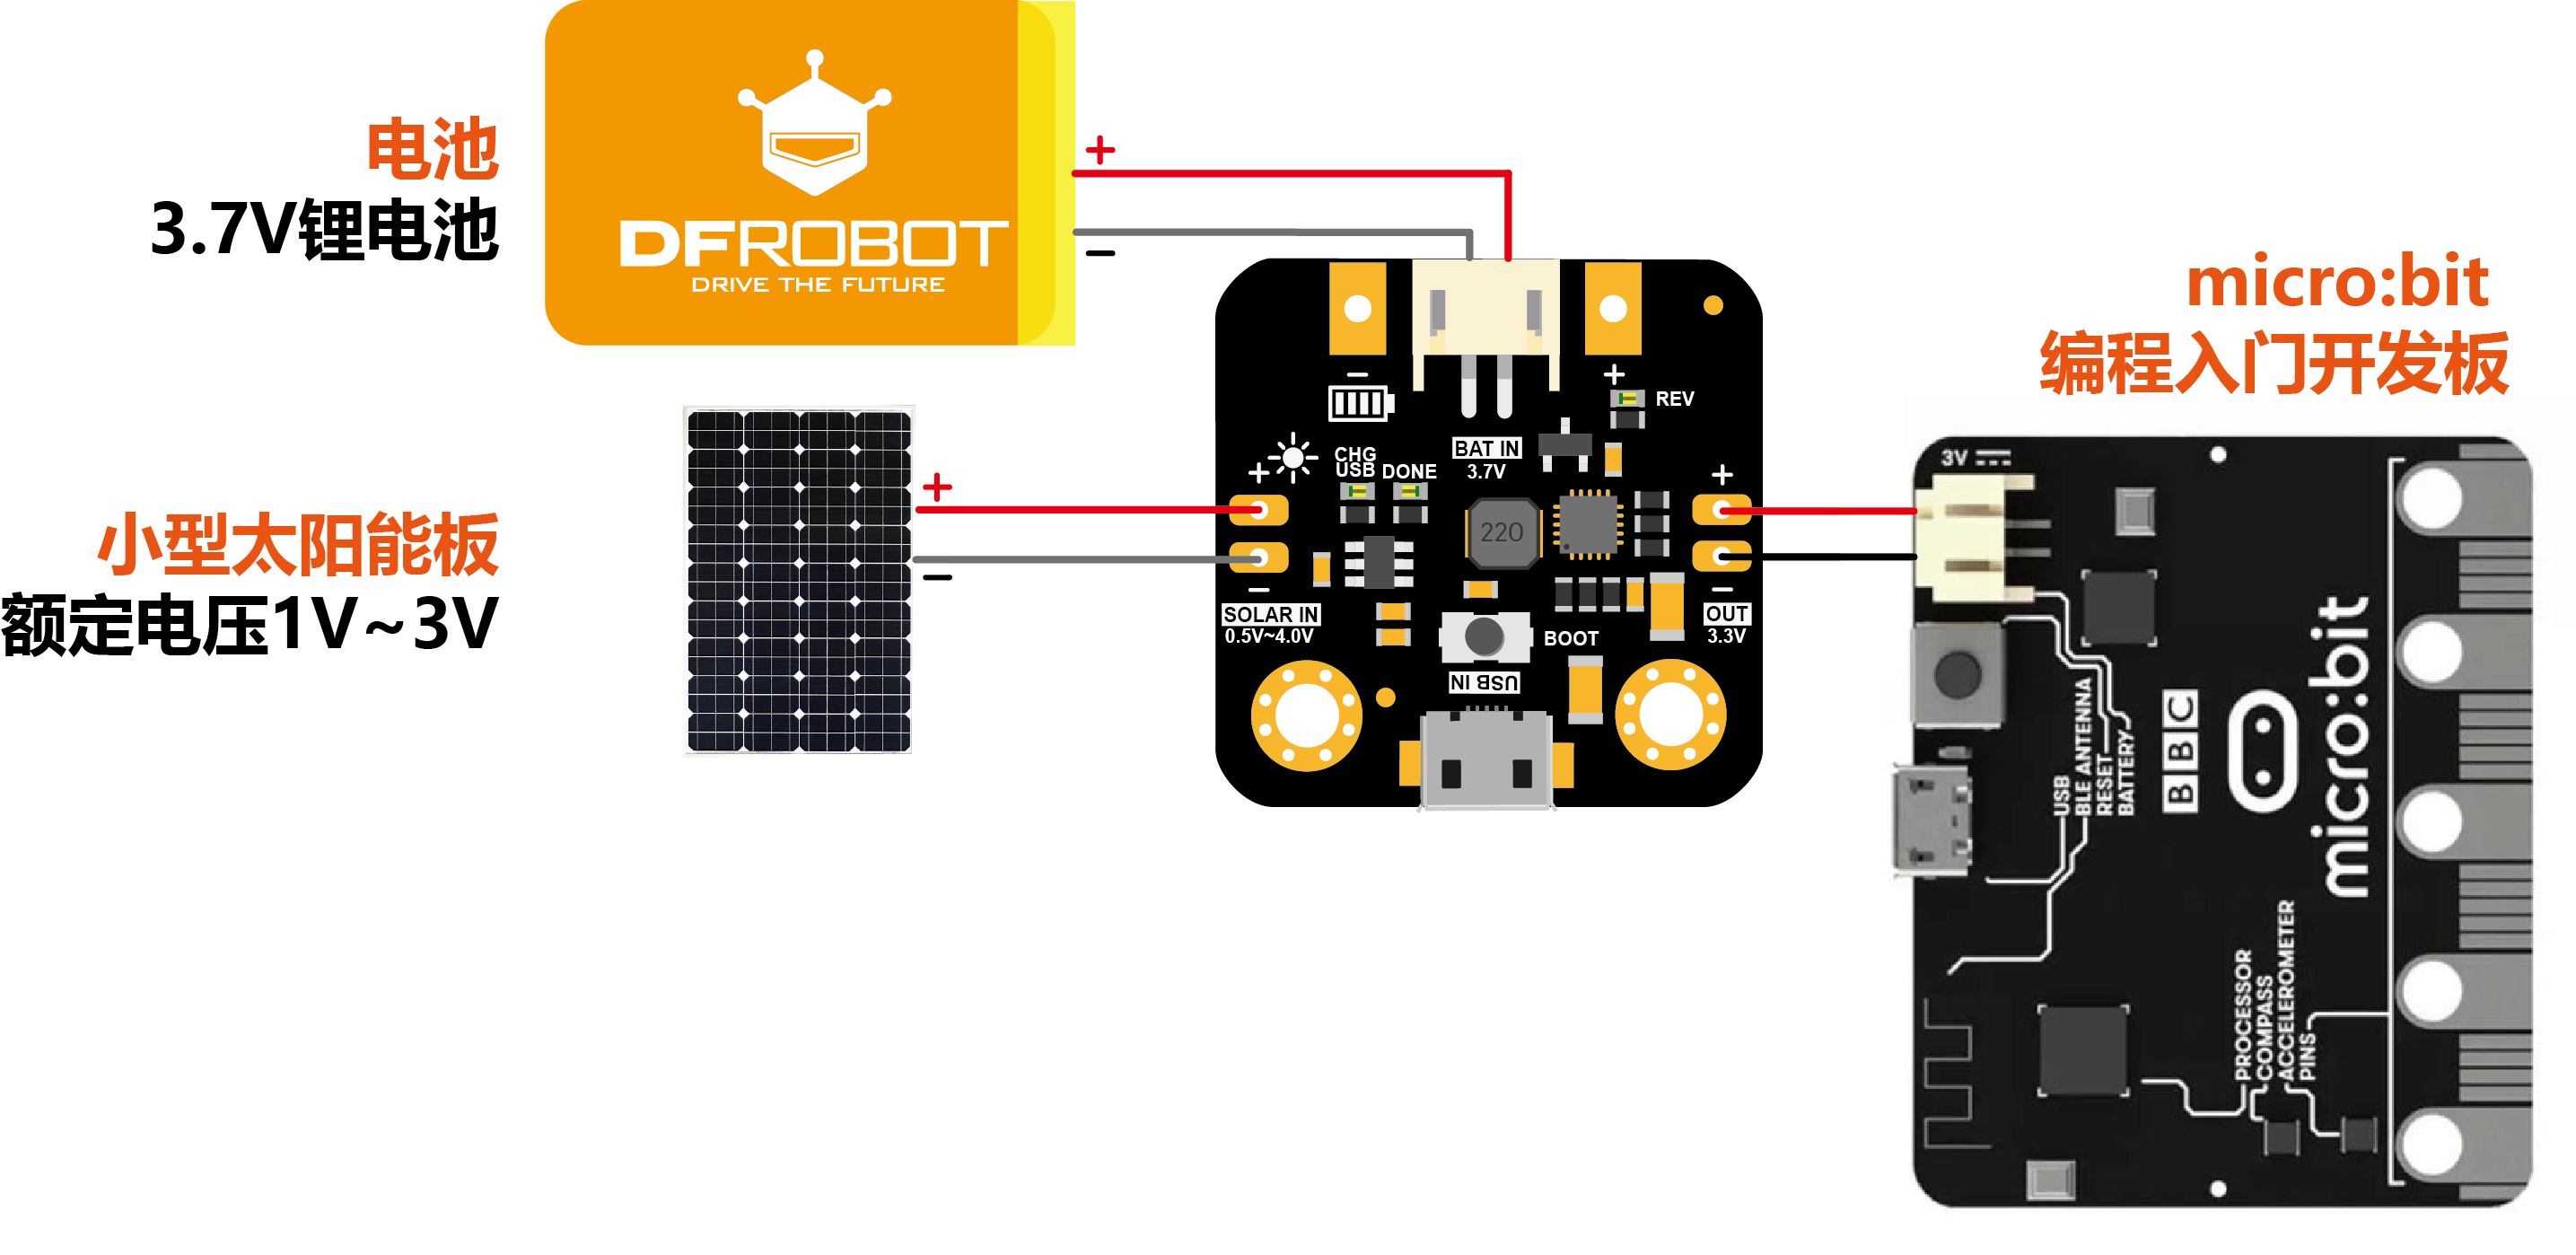 电池
3.7V锂电池
DFROBOT
DRIVE THE FUTURE
+
−
小型太阳能板
额定电压1V~3V
+
−
−
+
REV
BAT IN
3.7V
CHG
USB
DONE
+
−
SOLAR IN
0.5V~4.0V
220
BOOT
USB IN
+
−
OUT
3.3V
micro:bit
编程入门开发板
3V
USB
BLE ANTENNA
RESET
BATTERY
BBC
micro:bit
PROCESSOR
COMPASS
ACCELEROMETER
PINS